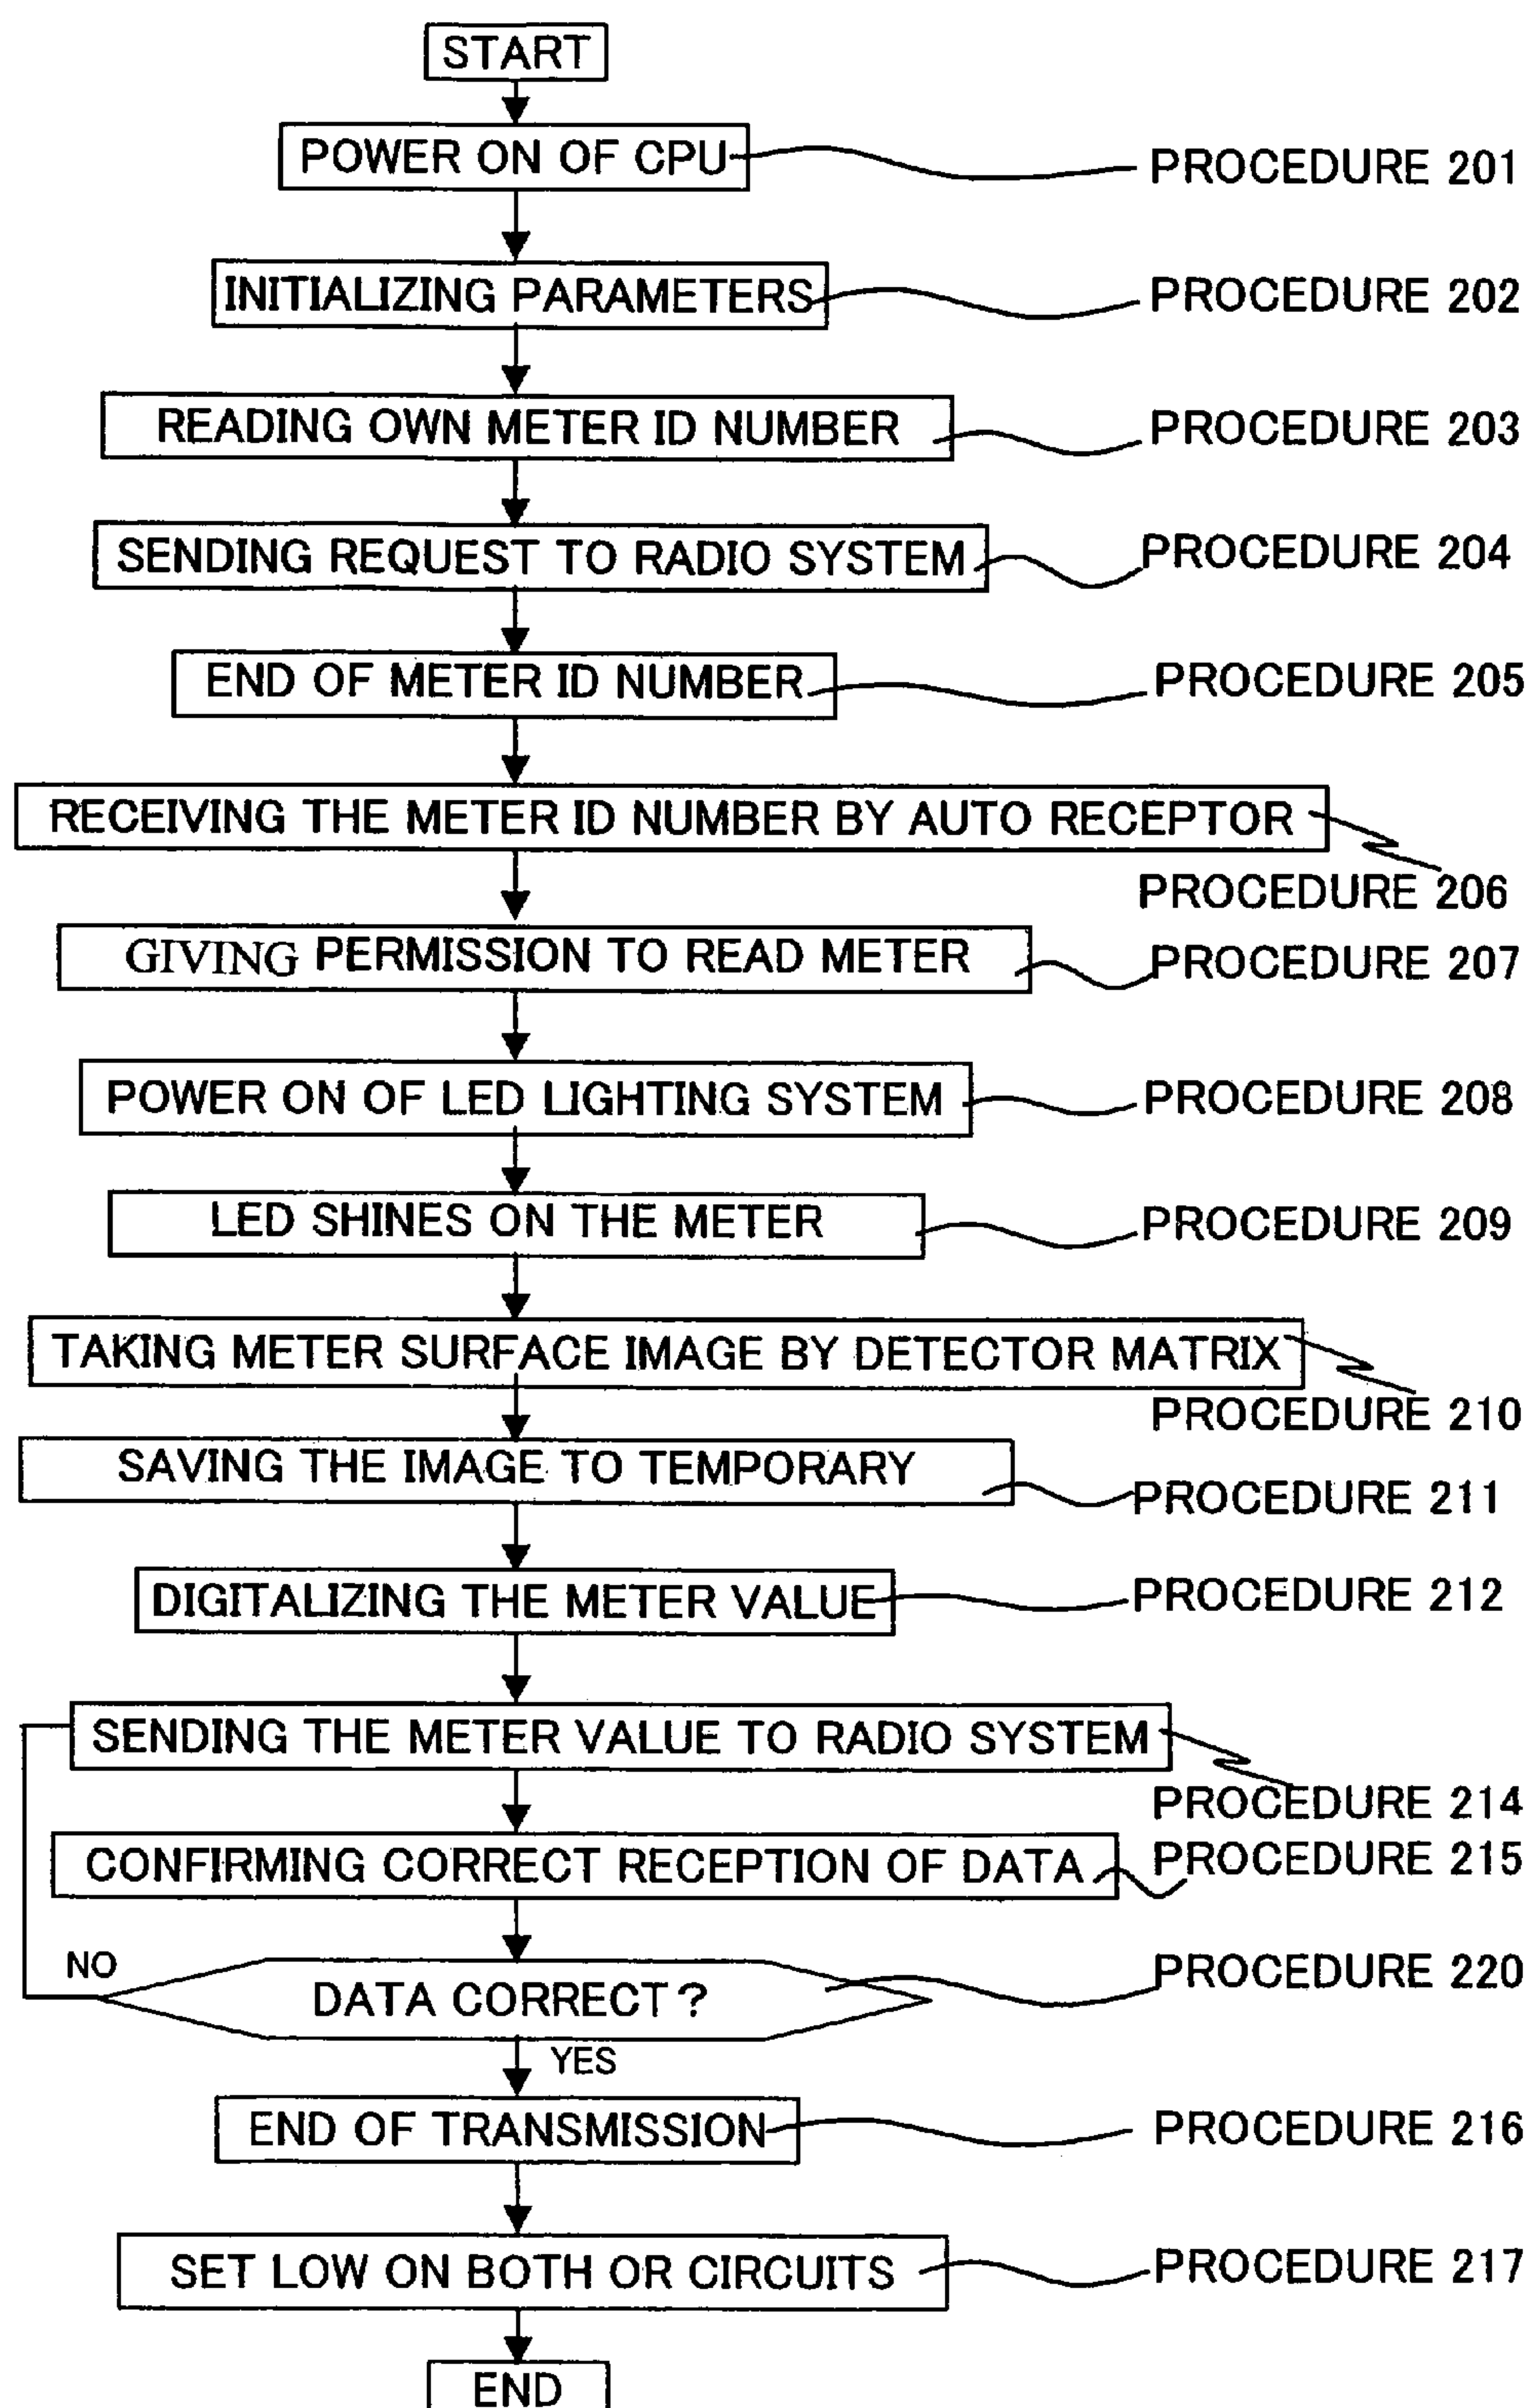 START
POWER ON OF CPU PROCEDURE 201
INITIALIZING PARAMETERS PROCEDURE 202
READING OWN METER ID NUMBER PROCEDURE 203
SENDING REQUEST TO RADIO SYSTEM PROCEDURE 204
END OF METER ID NUMBER PROCEDURE 205
RECEIVING THE METER ID NUMBER BY AUTO RECEPTOR
PROCEDURE 206
GIVING PERMISSION TO READ METER PROCEDURE 207
POWER ON OF LED LIGHTING SYSTEM PROCEDURE 208
LED SHINES ON THE METER PROCEDURE 209
TAKING METER SURFACE IMAGE BY DETECTOR MATRIX
PROCEDURE 210
SAVING THE IMAGE TO TEMPORARY
PROCEDURE 211
DIGITALIZING THE METER VALUE PROCEDURE 212
SENDING THE METER VALUE TO RADIO SYSTEM
PROCEDURE 214
CONFIRMING CORRECT RECEPTION OF DATA PROCEDURE 215
NO
DATA CORRECT? PROCEDURE 220
YES
END OF TRANSMISSION PROCEDURE 216
SET LOW ON BOTH OR CIRCUITS PROCEDURE 217
END